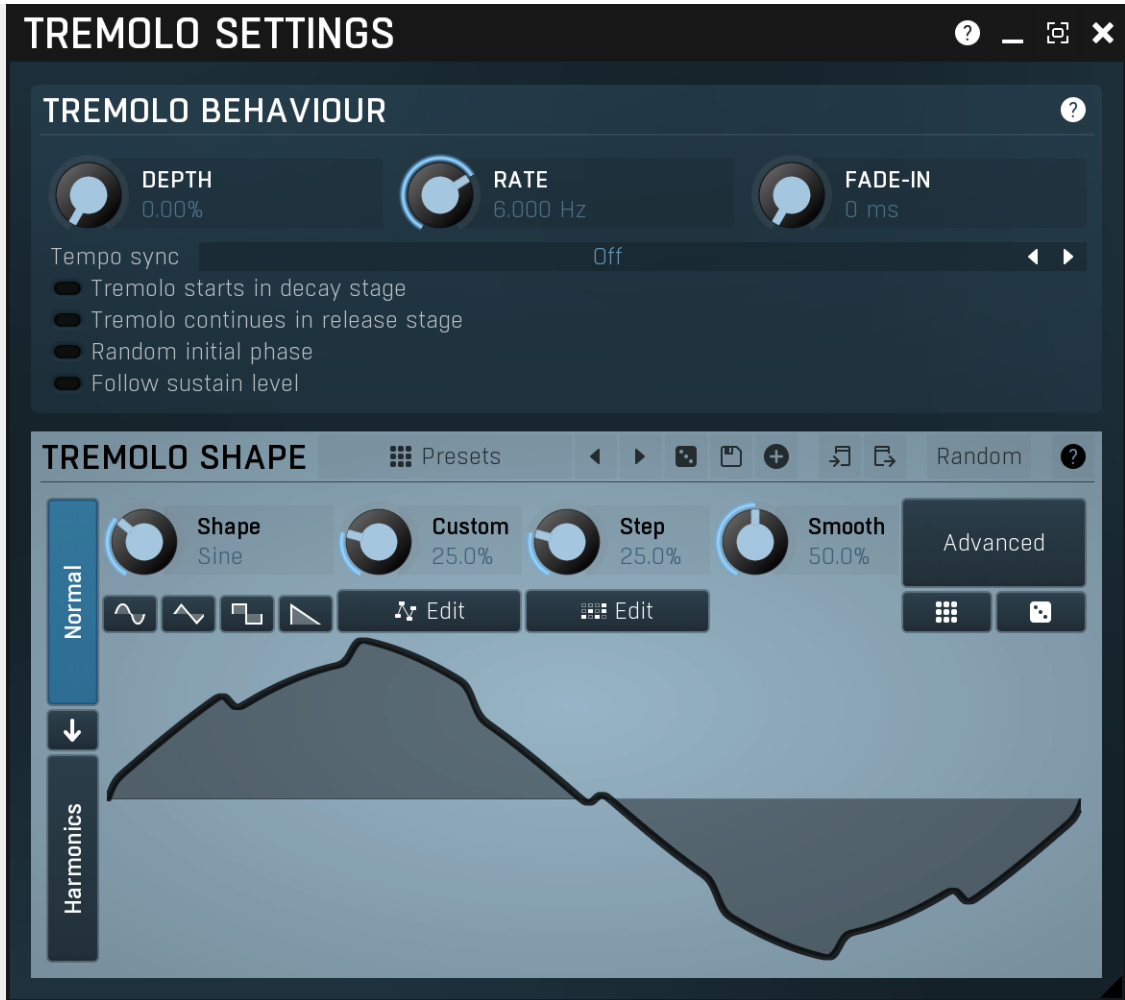 TREMOLO SETTINGS
TREMOLO BEHAVIOUR
DEPTH
0.00%
RATE
6.000 Hz
FADE-IN
0 ms
Tempo sync Off
Tremolo starts in decay stage
Tremolo continues in release stage
Random initial phase
Follow sustain level
TREMOLO SHAPE Presets Random
Normal
Shape
Sine
Custom
25.0%
Step
25.0%
Smooth
50.0%
Advanced
Edit
Edit
Harmonics